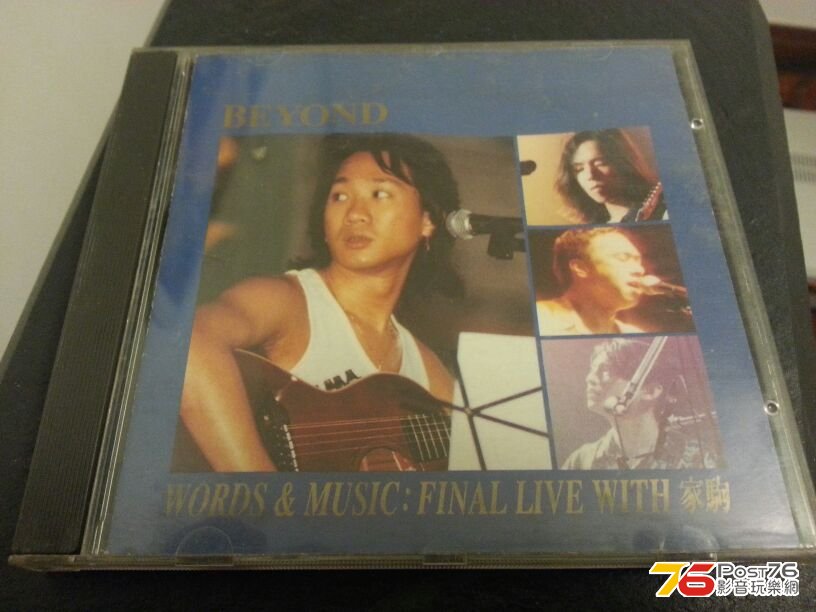 BEYOND
WORDS & MUSIC: FINAL LIVE WITH 家駒
76 Post76
影音玩樂網